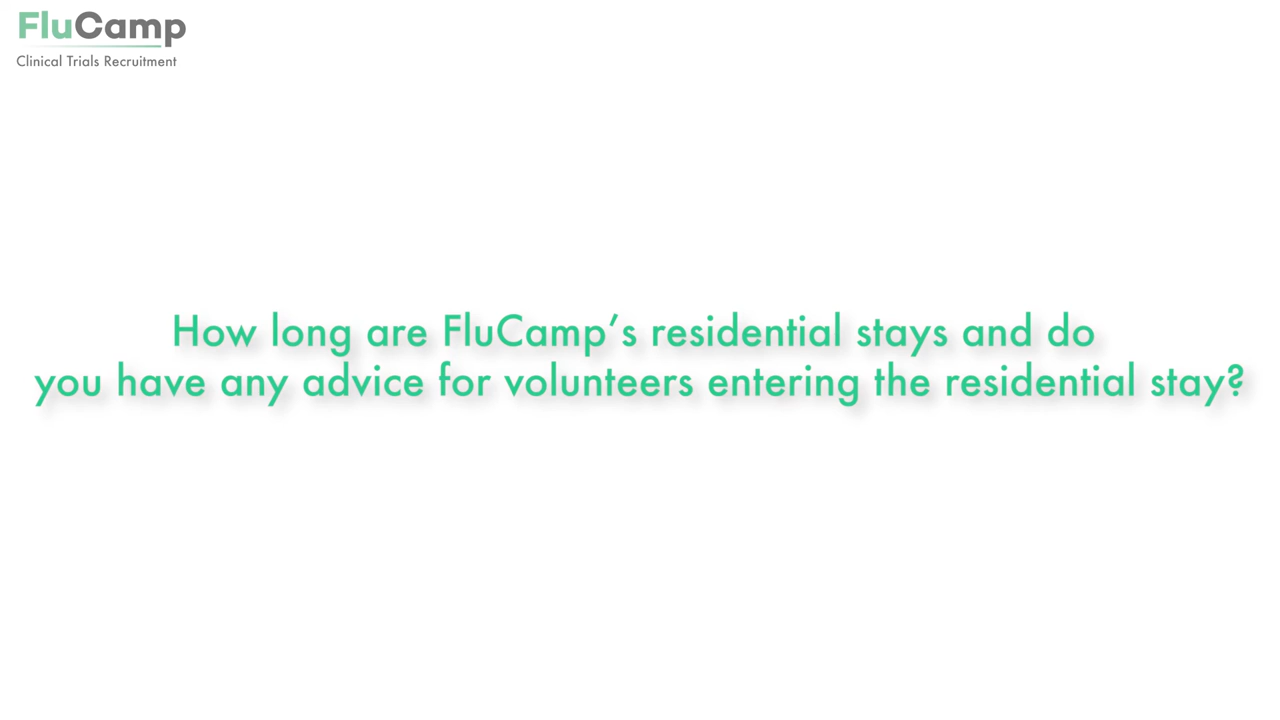 FluCamp
Clinical Trials Recruitment
How long are FluCamp’s residential stays and do
you have any advice for volunteers entering the residential stay?